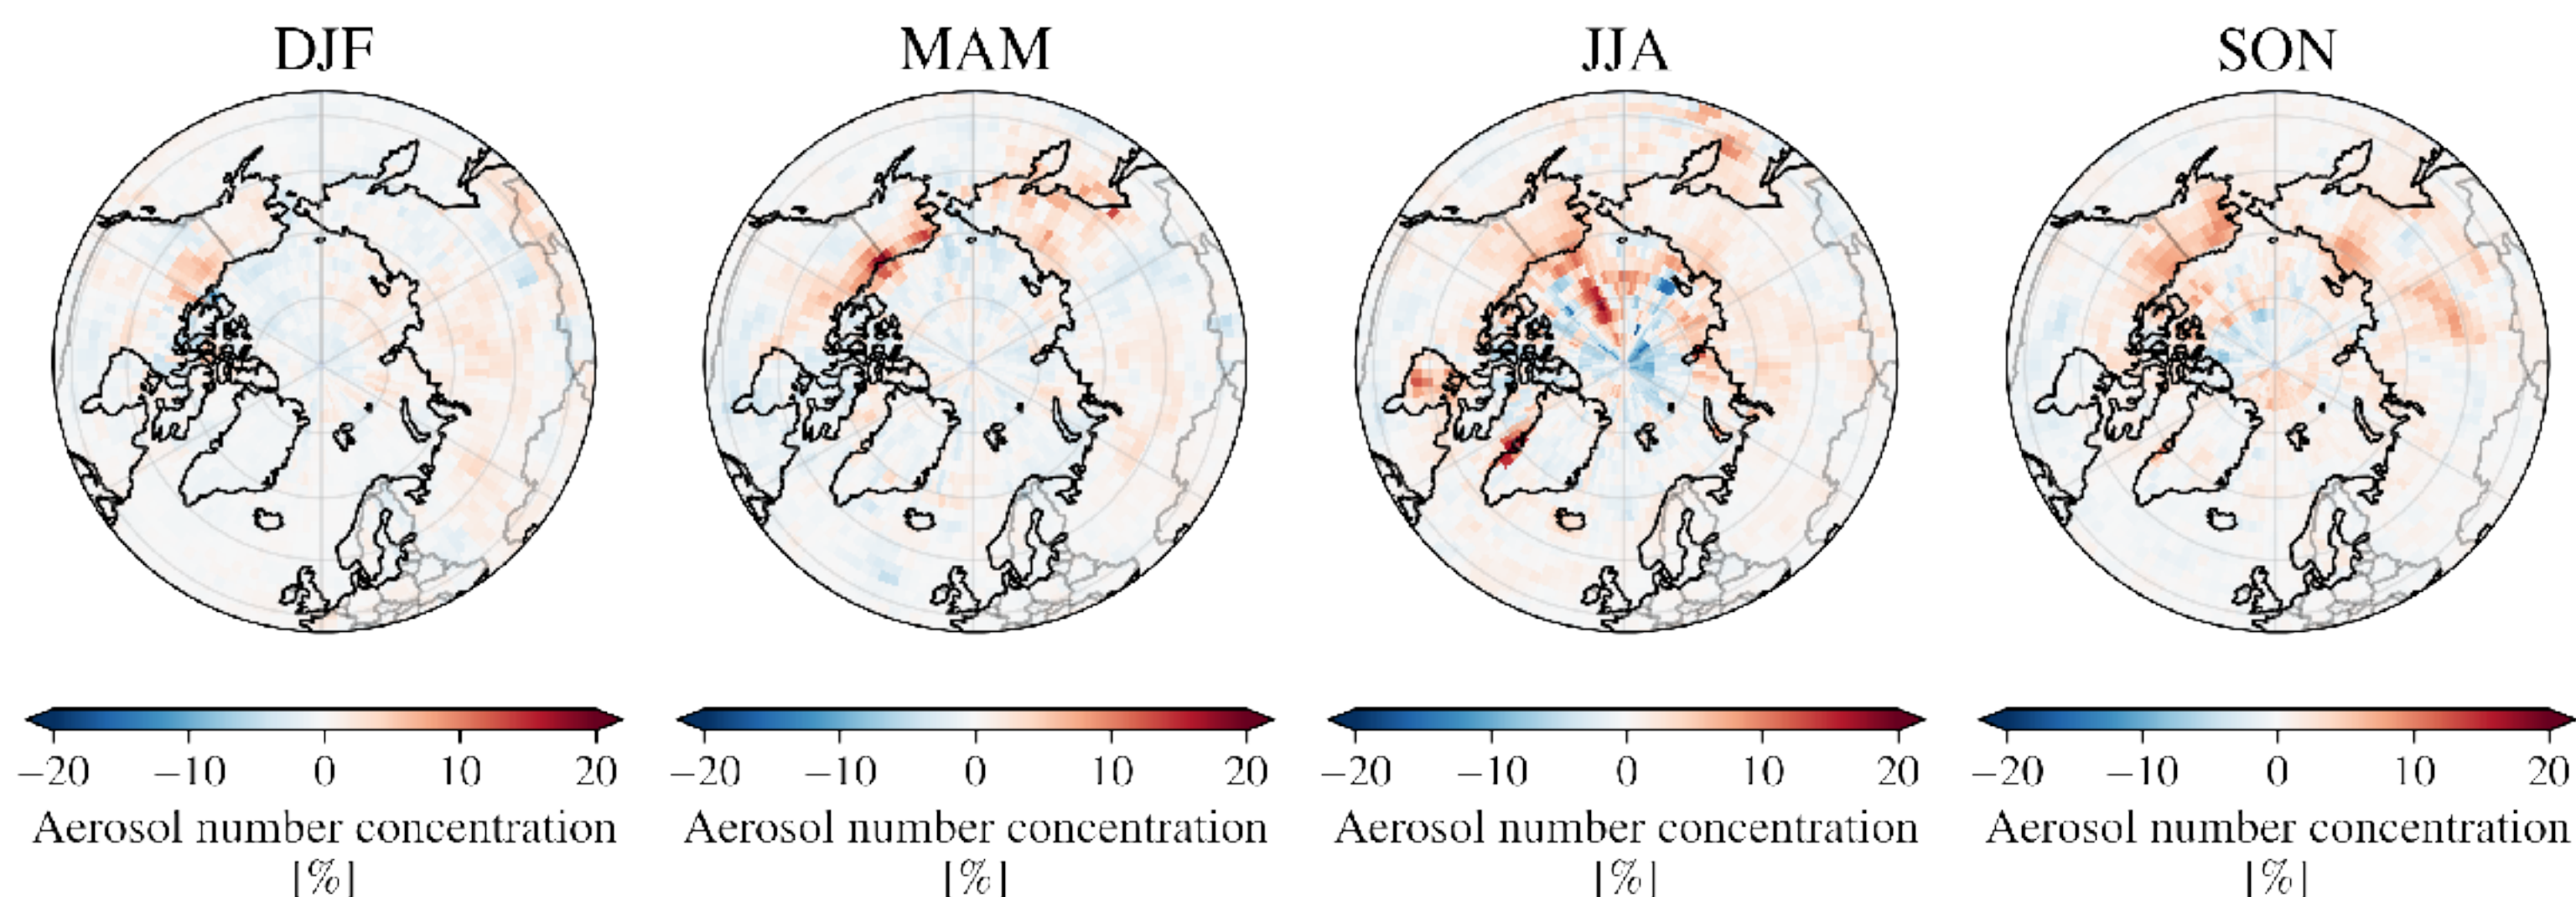 DJF MAM JJA SON
−20 −10 0 10 20 −20 −10 0 10 20 −20 −10 0 10 20 −20 −10 0 10 20
Aerosol number concentration Aerosol number concentration Aerosol number concentration Aerosol number concentration
[%] [%] [%] [%]